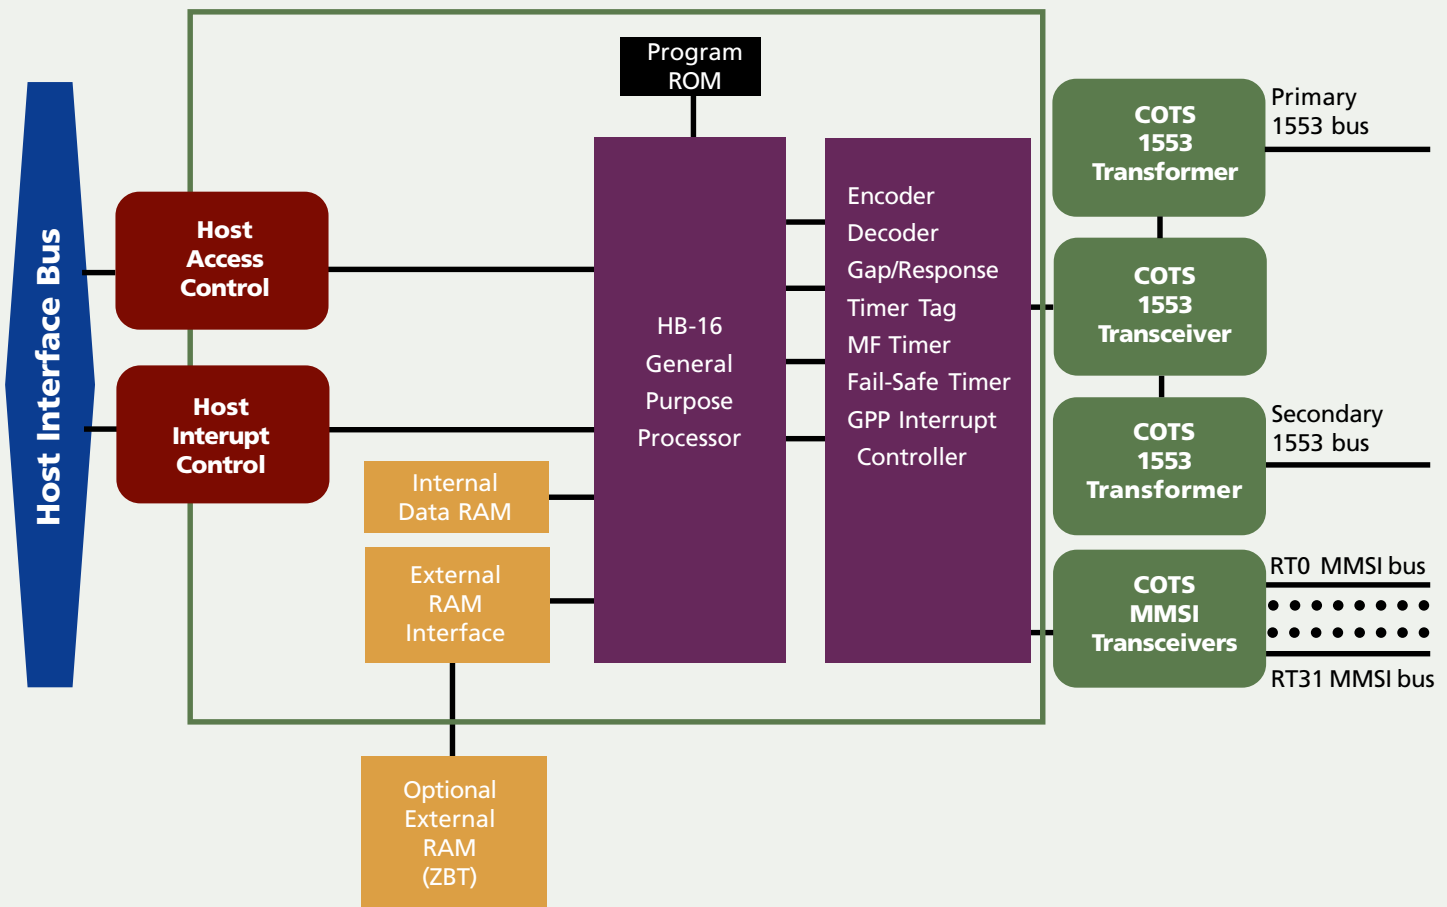 Host Interface Bus
Host
Access
Control
Host
Interupt
Control
Program
ROM
HB-16
General
Purpose
Processor
Internal
Data RAM
External
RAM
Interface
Optional
External
RAM
(ZBT)
Encoder
Decoder
Gap/Response
Timer Tag
MF Timer
Fail-Safe Timer
GPP Interrupt
Controller
COTS
1553
Transformer
Primary
1553 bus
COTS
1553
Transceiver
COTS
1553
Transformer
Secondary
1553 bus
COTS
MMSI
Transceivers
RT0 MMSI bus
RT31 MMSI bus